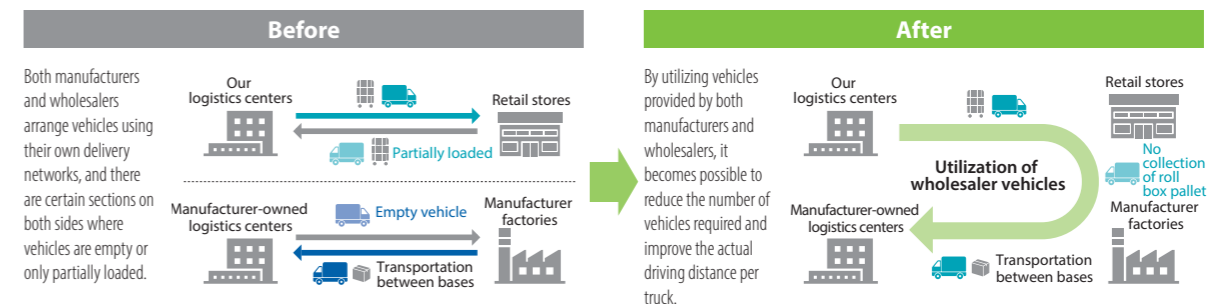 Before
Both manufacturers
and wholesalers
arrange vehicles using
their own delivery
networks, and there
are certain sections on
both sides where
vehicles are empty or
only partially loaded.
Our
logistics centers
Retail stores
Partially loaded
Manufacturer-owned
logistics centers
Empty vehicle
Manufacturer
factories
Transportation
between bases
After
By utilizing vehicles
provided by both
manufacturers and
wholesalers, it
becomes possible to
reduce the number of
vehicles required and
improve the actual
driving distance per
truck.
Our
logistics centers
Retail stores
Utilization of
wholesaler vehicles
No
collection
of roll
box pallet
Manufacturer-owned
logistics centers
Manufacturer
factories
Transportation
between bases